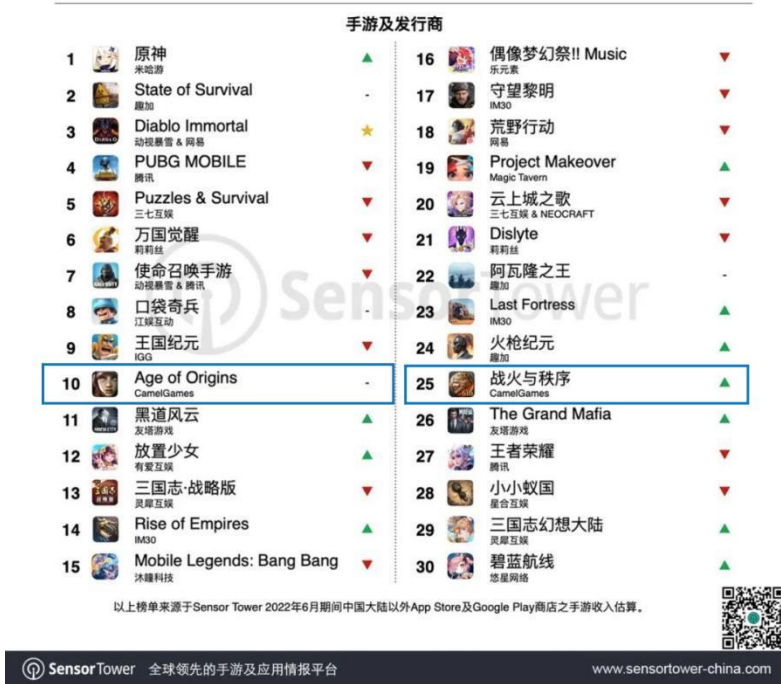 手游及发行商
1 原神
米哈游
2 State of Survival
趣加
-
3 Diablo Immortal
动视暴雪 & 网易
4 PUBG MOBILE
腾讯
5 Puzzles & Survival
三七互娱
6 万国觉醒
莉莉丝
7 使命召唤手游
动视暴雪 & 腾讯
8 口袋奇兵
江娱互动
-
9 王国纪元
IGG
10 Age of Origins
CamelGames
-
11 黑道风云
友塔游戏
12 放置少女
有爱互娱
13 三国志·战略版
灵犀互娱
14 Rise of Empires
IM30
15 Mobile Legends: Bang Bang
沐瞳科技
16 偶像梦幻祭!! Music
乐元素
17 守望黎明
IM30
18 荒野行动
网易
19 Project Makeover
Magic Tavern
20 云上城之歌
三七互娱 & NEOCRAFT
21 Dislyte
莉莉丝
22 阿瓦隆之王
趣加
-
23 Last Fortress
IM30
24 火枪纪元
趣加
25 战火与秩序
CamelGames
26 The Grand Mafia
友塔游戏
27 王者荣耀
腾讯
28 小小蚁国
星合互娱
29 三国志幻想大陆
灵犀互娱
30 碧蓝航线
悠星网络
SensorTower
以上榜单来源于Sensor Tower 2022年6月期间中国大陆以外App Store及Google Play商店之手游收入估算。
SensorTower 全球领先的手游及应用情报平台
www.sensortower-china.com